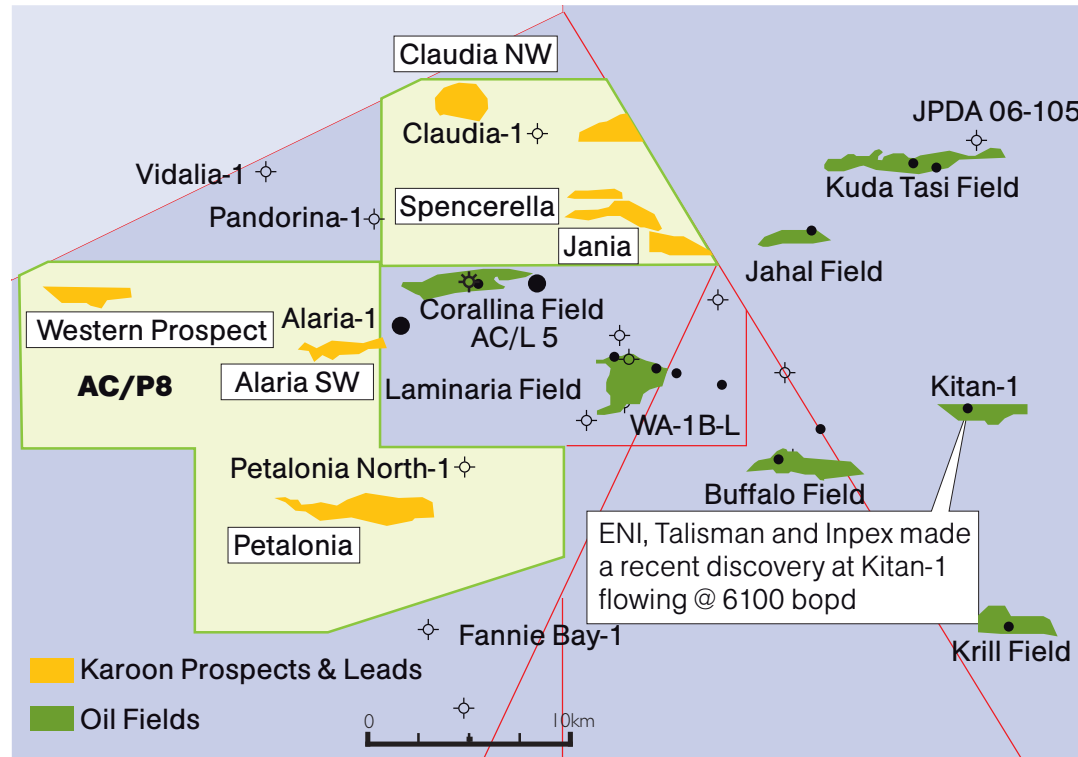 Claudia NW
JPDA 06-105
Claudia-1
Vidalia-1
Kuda Tasi Field
Pandorina-1
Spencerella
Jania
Jahal Field
Western Prospect
Alaria-1
Corallina Field
AC/L 5
AC/P8
Alaria SW
Laminaria Field
Kitan-1
WA-1B-L
Petalonia North-1
Buffalo Field
Petalonia
ENI, Talisman and Inpex made
a recent discovery at Kitan-1
flowing @ 6100 bopd
Fannie Bay-1
Krill Field
Karoon Prospects & Leads
Oil Fields
0
10km